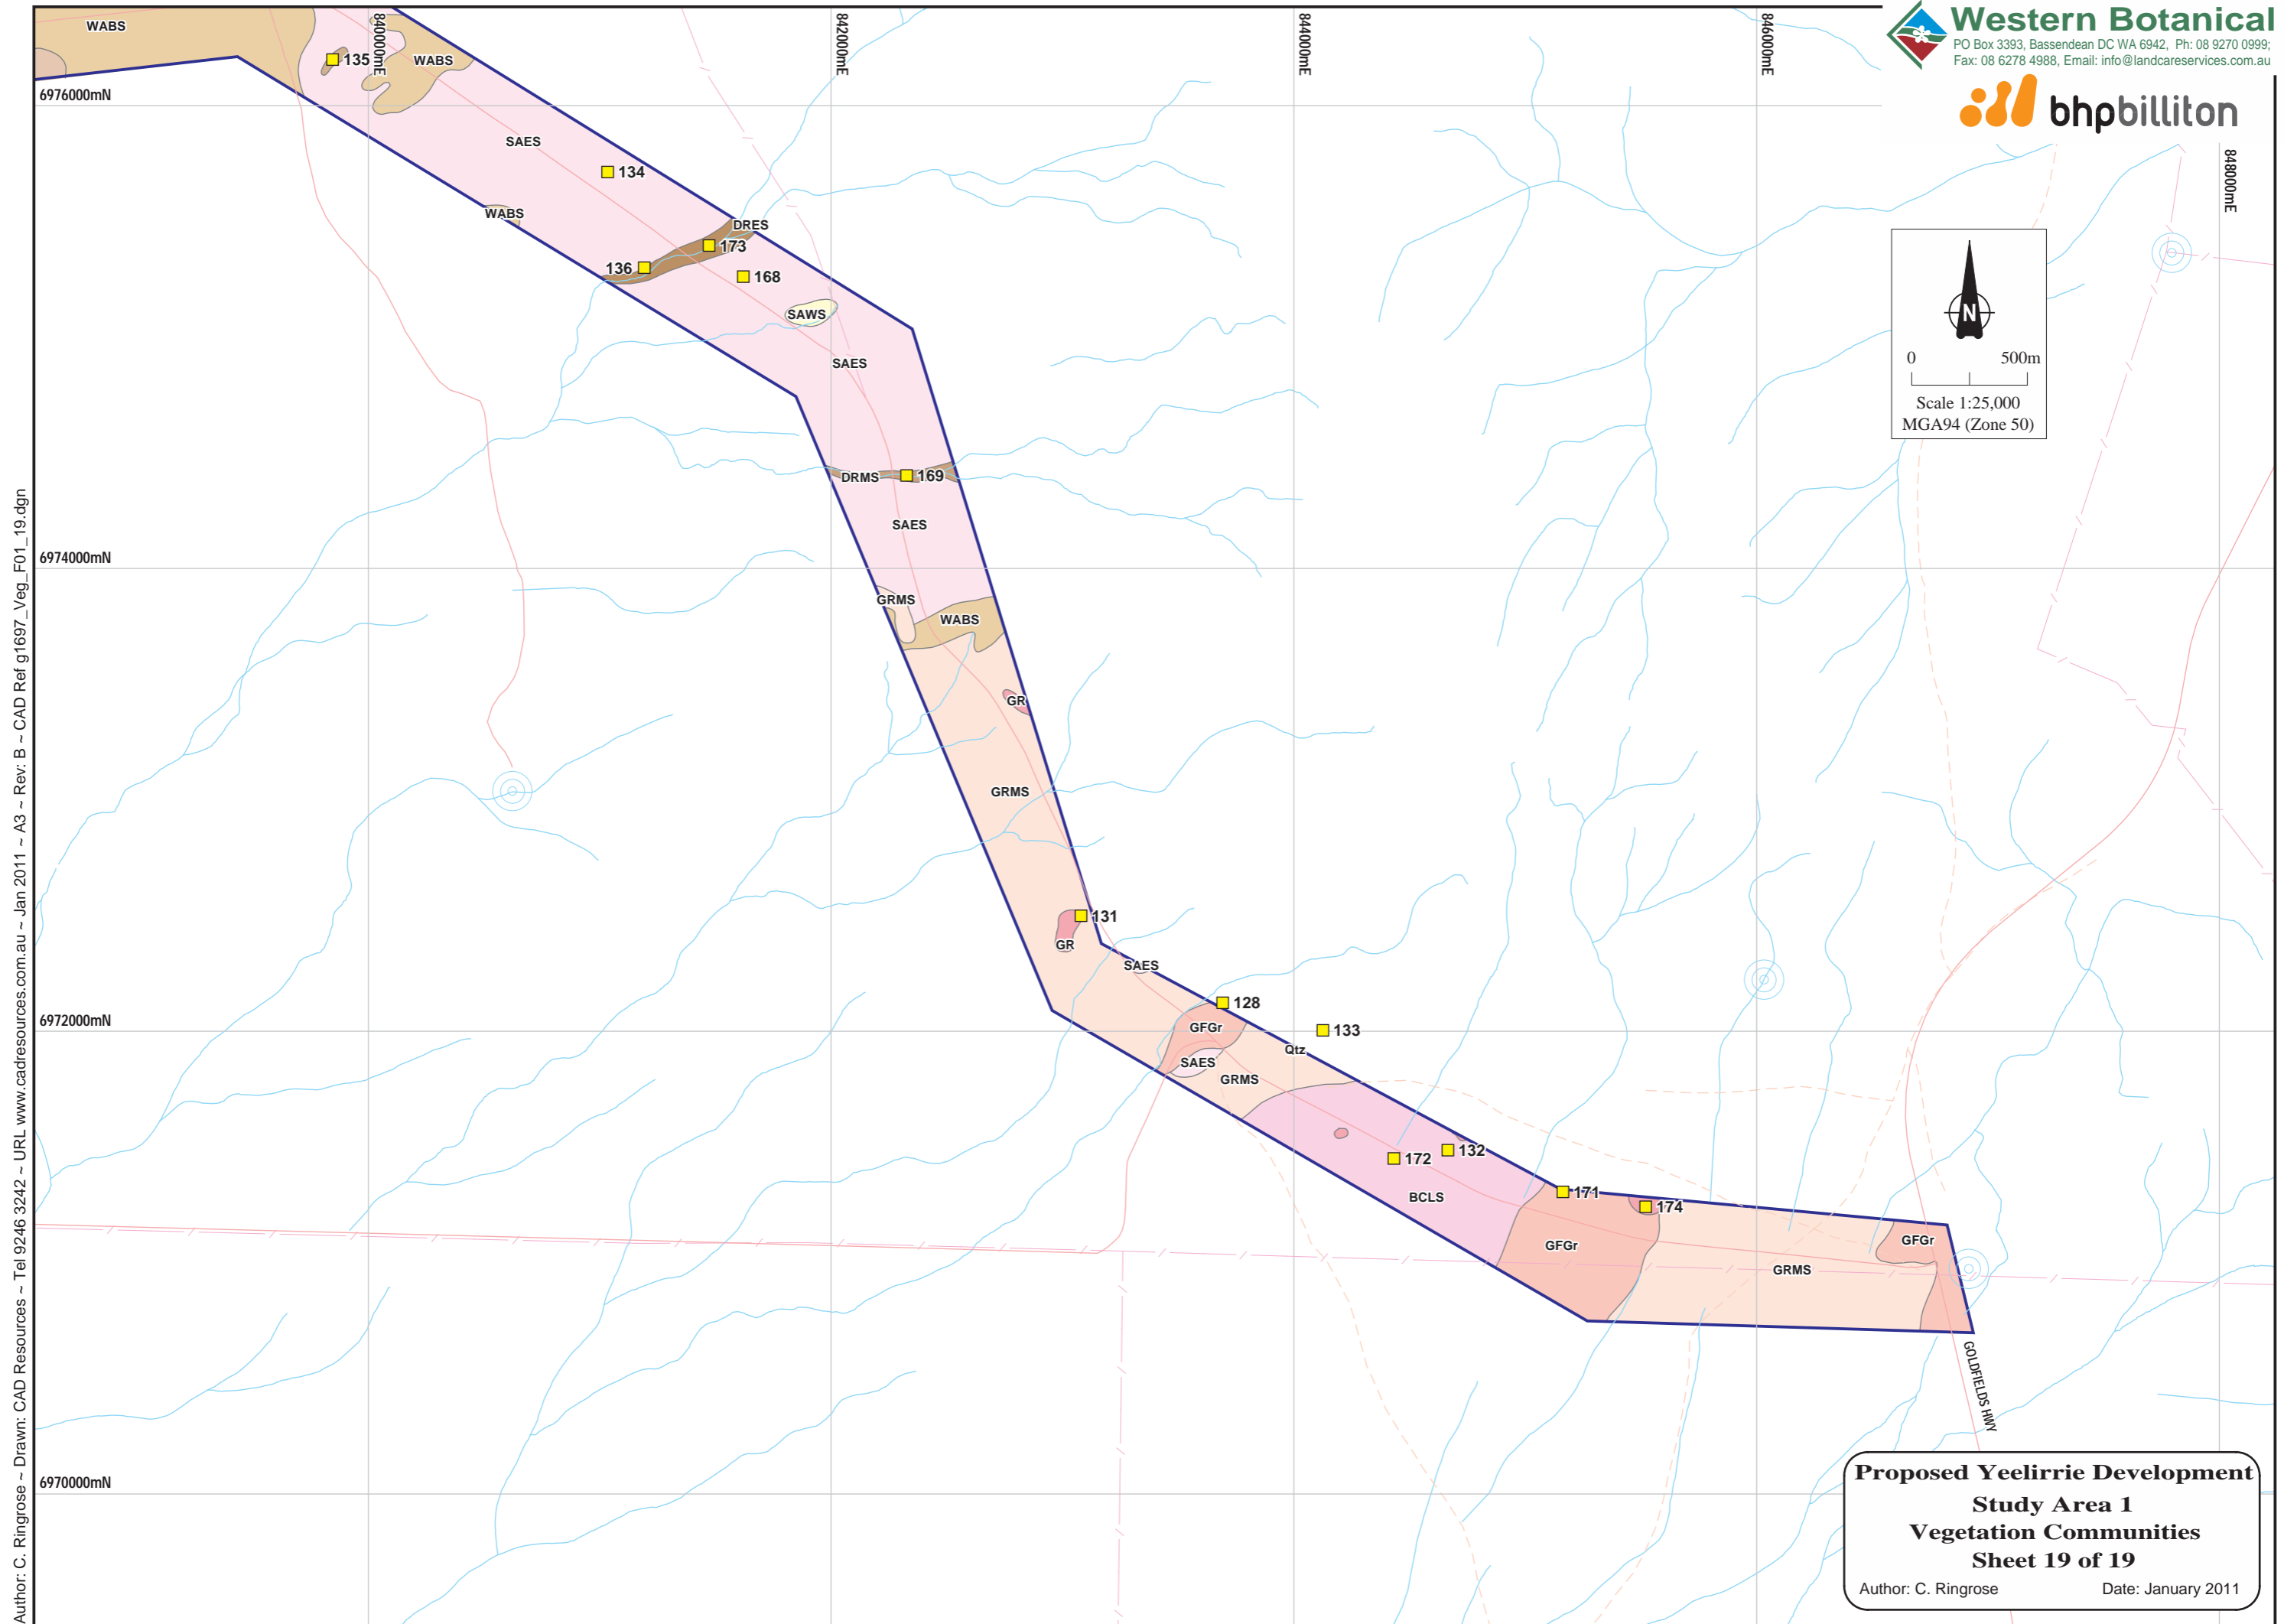 WABS
840000mE
842000mE
844000mE
846000mE
848000mE
Western Botanical
PO Box 3393, Bassendean DC WA 6942, Ph: 08 9270 0999;
Fax: 08 6278 4988, Email: info@landcareservices.com.au
bhpbilliton
135
WABS
6976000mN
SAES
134
WABS
DRES
173
136
168
SAWS
SAES
N
0 500m
Scale 1:25,000
MGA94 (Zone 50)
DRMS
169
SAES
6974000mN
GRMS
WABS
GR
GRMS
131
GR
SAES
128
GFGr
133
6972000mN
Qtz
SAES
GRMS
132
172
BCLS
171
174
GFGr
GFGr
GRMS
GOLDFIELDS HWY
6970000mN
Proposed Yeelirrie Development
Study Area 1
Vegetation Communities
Sheet 19 of 19
Author: C. Ringrose Date: January 2011
Author: C. Ringrose ~ Drawn: CAD Resources ~ Tel 9246 3242 ~ URL www.cadresources.com.au ~ Jan 2011 ~ A3 ~ Rev: B ~ CAD Ref g1697_Veg_F01_19.dgn